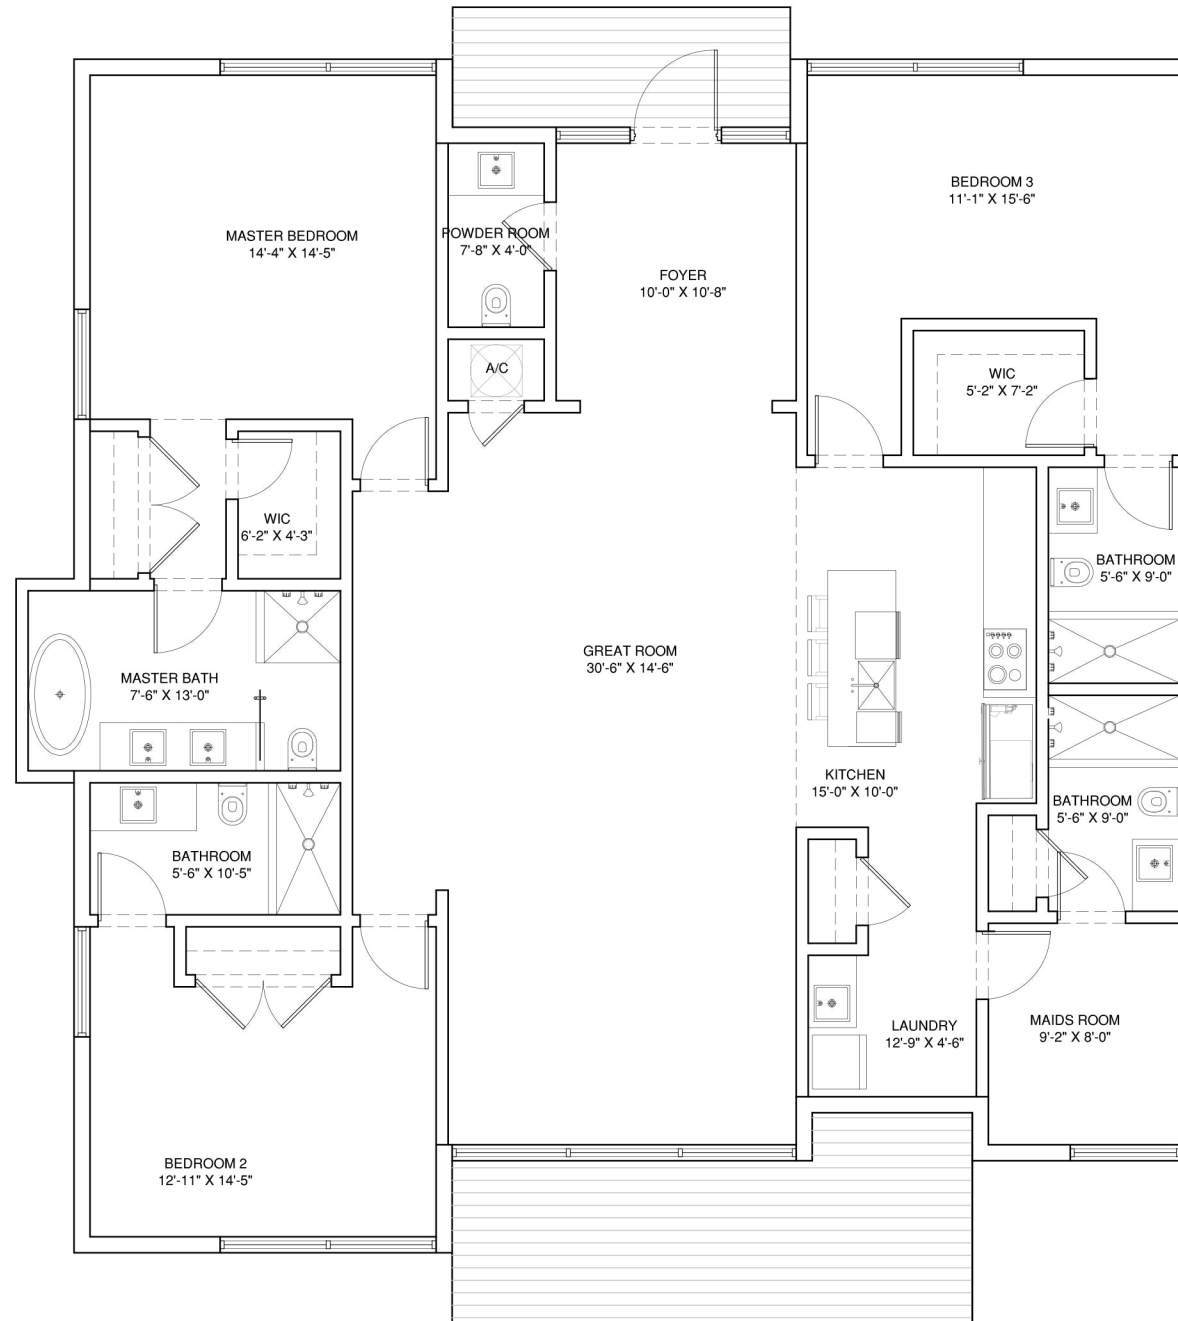 BEDROOM 3
11'-1" X 15'-6"
MASTER BEDROOM
14'-4" X 14'-5"
POWDER ROOM
7'-8" X 4'-0"
FOYER
10'-0" X 10'-8"
A/C
WIC
5'-2" X 7'-2"
WIC
6'-2" X 4'-3"
BATHROOM
5'-6" X 9'-0"
GREAT ROOM
30'-6" X 14'-6"
MASTER BATH
7'-6" X 13'-0"
KITCHEN
15'-0" X 10'-0"
BATHROOM
5'-6" X 9'-0"
BATHROOM
5'-6" X 10'-5"
LAUNDRY
12'-9" X 4'-6"
MAIDS ROOM
9'-2" X 8'-0"
BEDROOM 2
12'-11" X 14'-5"